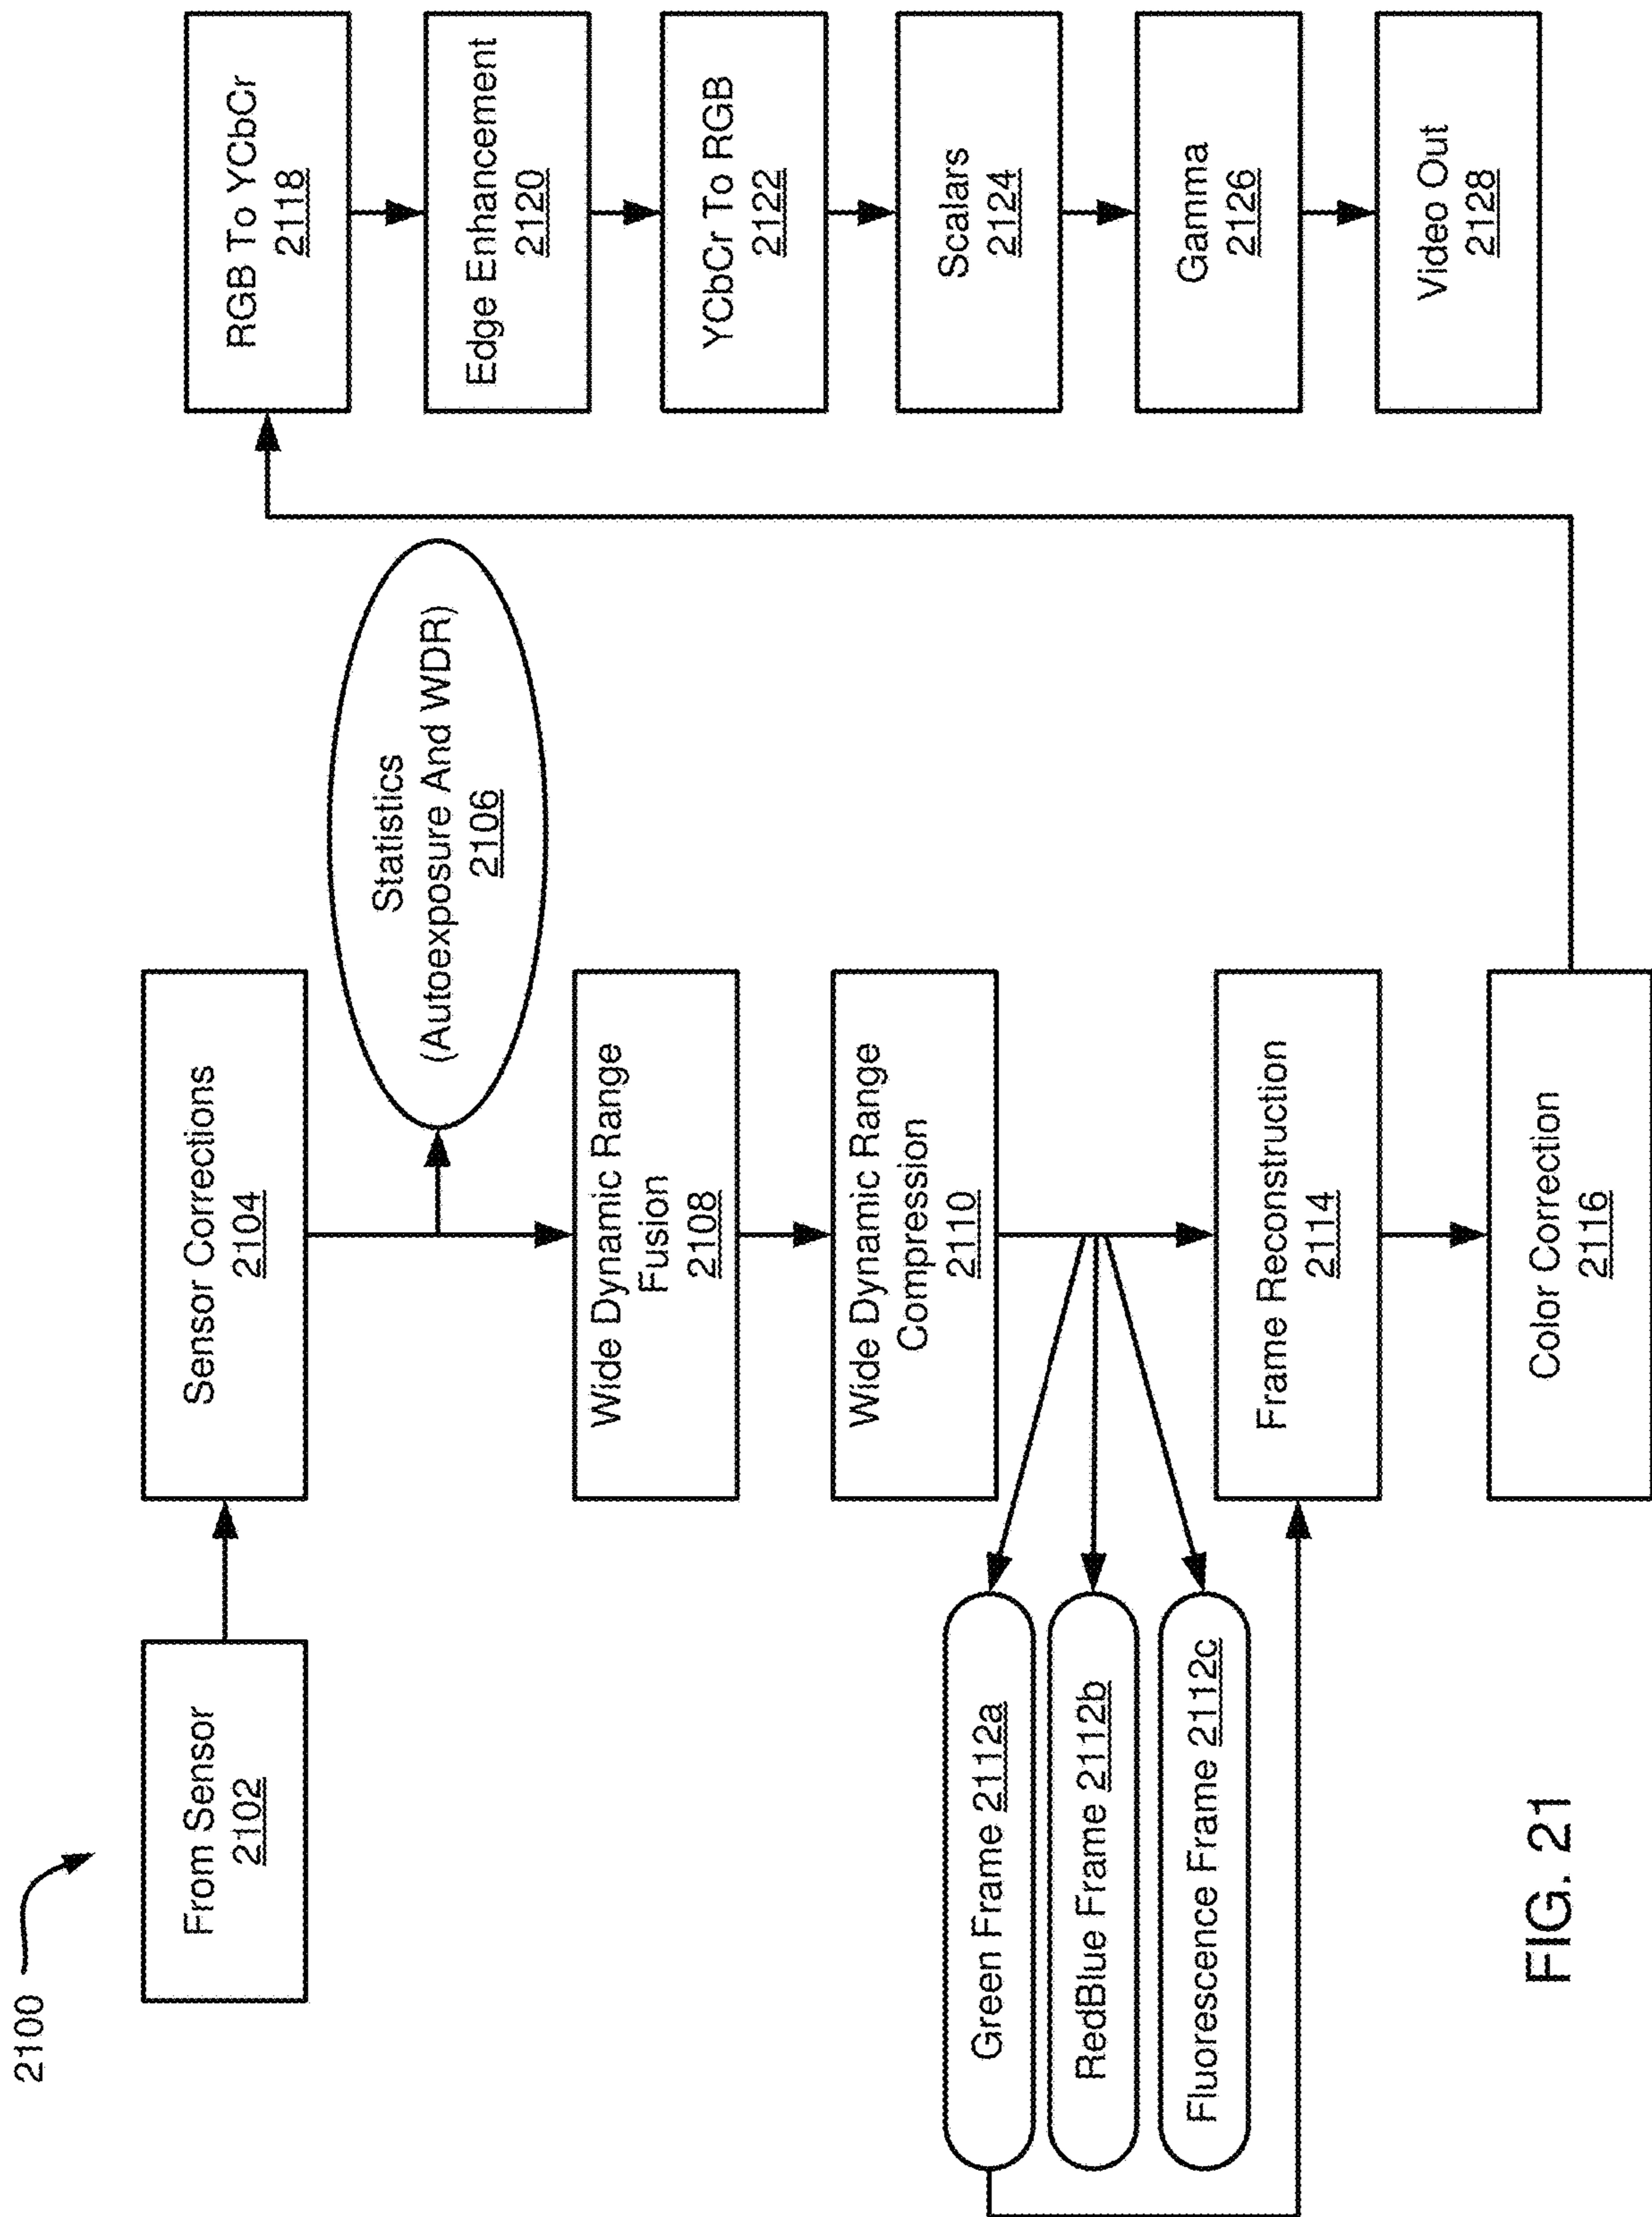 2100
From Sensor
2102
Sensor Corrections
2104
Statistics
(Autoexposure And WDR)
2106
Wide Dynamic Range
Fusion
2108
Wide Dynamic Range
Compression
2110
Green Frame 2112a
RedBlue Frame 2112b
Fluorescence Frame 2112c
Frame Reconstruction
2114
Color Correction
2116
RGB To YCbCr
2118
Edge Enhancement
2120
YCbCr To RGB
2122
Scalars
2124
Gamma
2126
Video Out
2128
FIG. 21